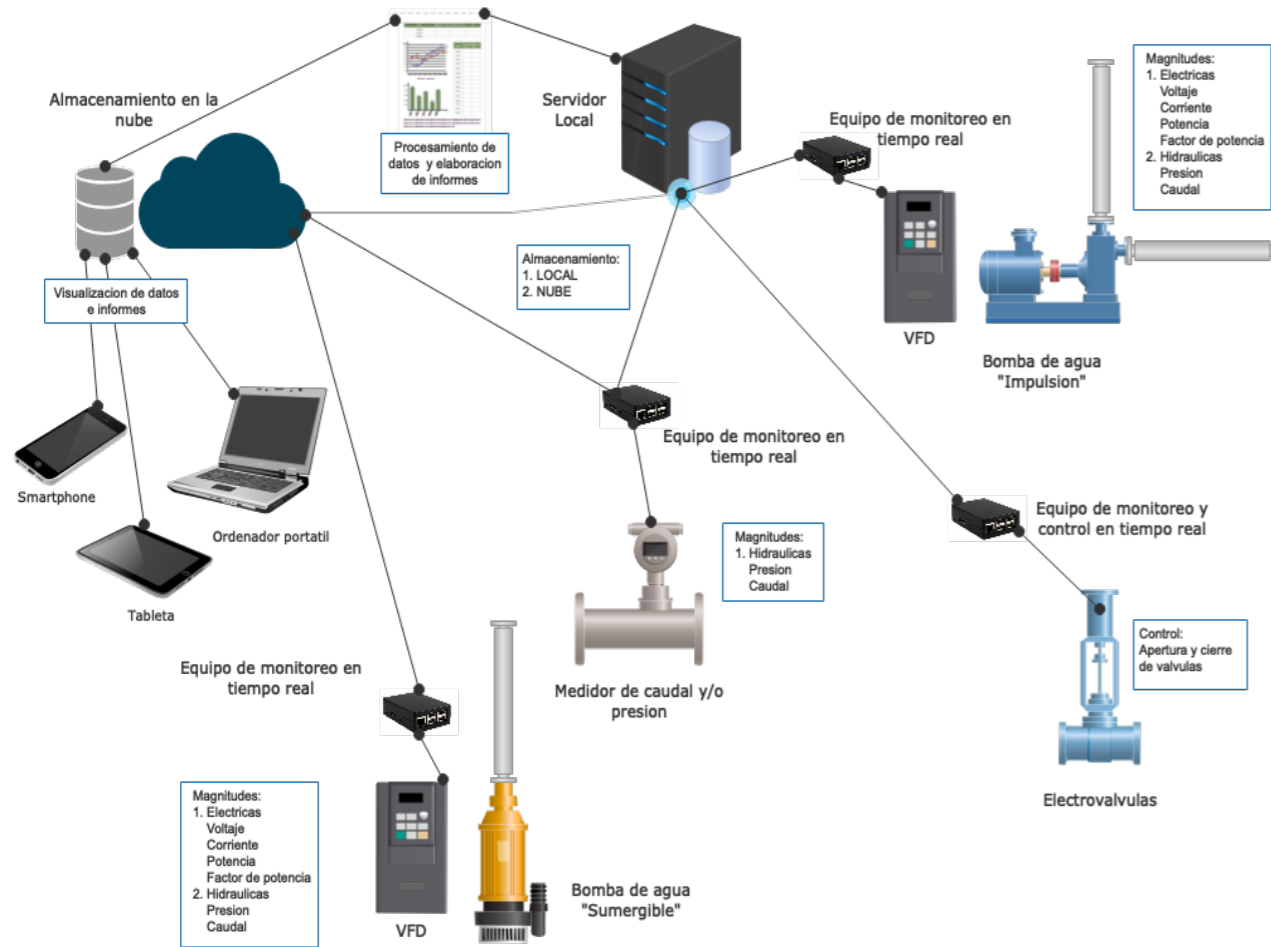 Almacenamiento en la
nube
Procesamiento de
datos y elaboracion
de informes
Servidor
Local
Equipo de monitoreo en
tiempo real
Magnitudes:
1. Electricas
Voltaje
Corriente
Potencia
Factor de potencia
2. Hidraulicas
Presion
Caudal
VFD
Bomba de agua
"Impulsion"
Almacenamiento:
1. LOCAL
2. NUBE
Visualizacion de datos
e informes
Smartphone
Ordenador portatil
Tableta
Equipo de monitoreo en
tiempo real
Magnitudes:
1. Hidraulicas
Presion
Caudal
Medidor de caudal y/o
presion
Equipo de monitoreo y
control en tiempo real
Control:
Apertura y cierre
de valvulas
Electrovalvulas
Equipo de monitoreo en
tiempo real
Magnitudes:
1. Electricas
Voltaje
Corriente
Potencia
Factor de potencia
2. Hidraulicas
Presion
Caudal
VFD
Bomba de agua
"Sumergible"